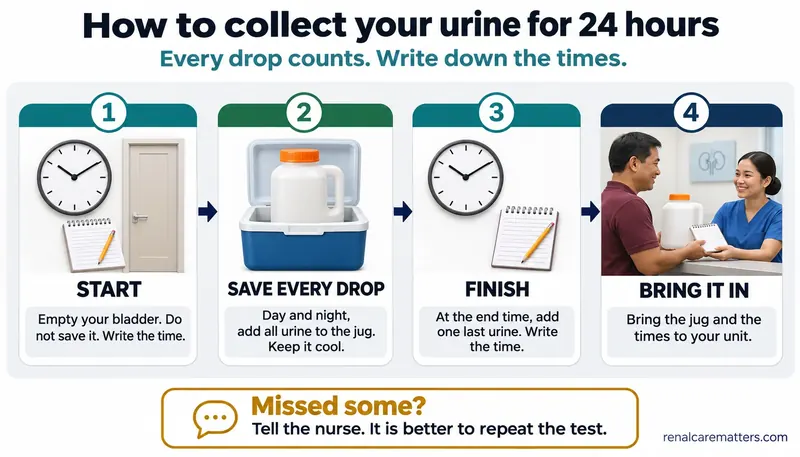 How to collect your urine for 24 hours
Every drop counts. Write down the times.
1
START
Empty your bladder. Do
not save it. Write the time.
2
SAVE EVERY DROP
Day and night,
add all urine to the jug.
Keep it cool.
3
FINISH
At the end time, add
one last urine. Write
the time.
4
BRING IT IN
Bring the jug and the
times to your unit.
Missed some?
Tell the nurse. It is better to repeat the test.
renalcarematters.com